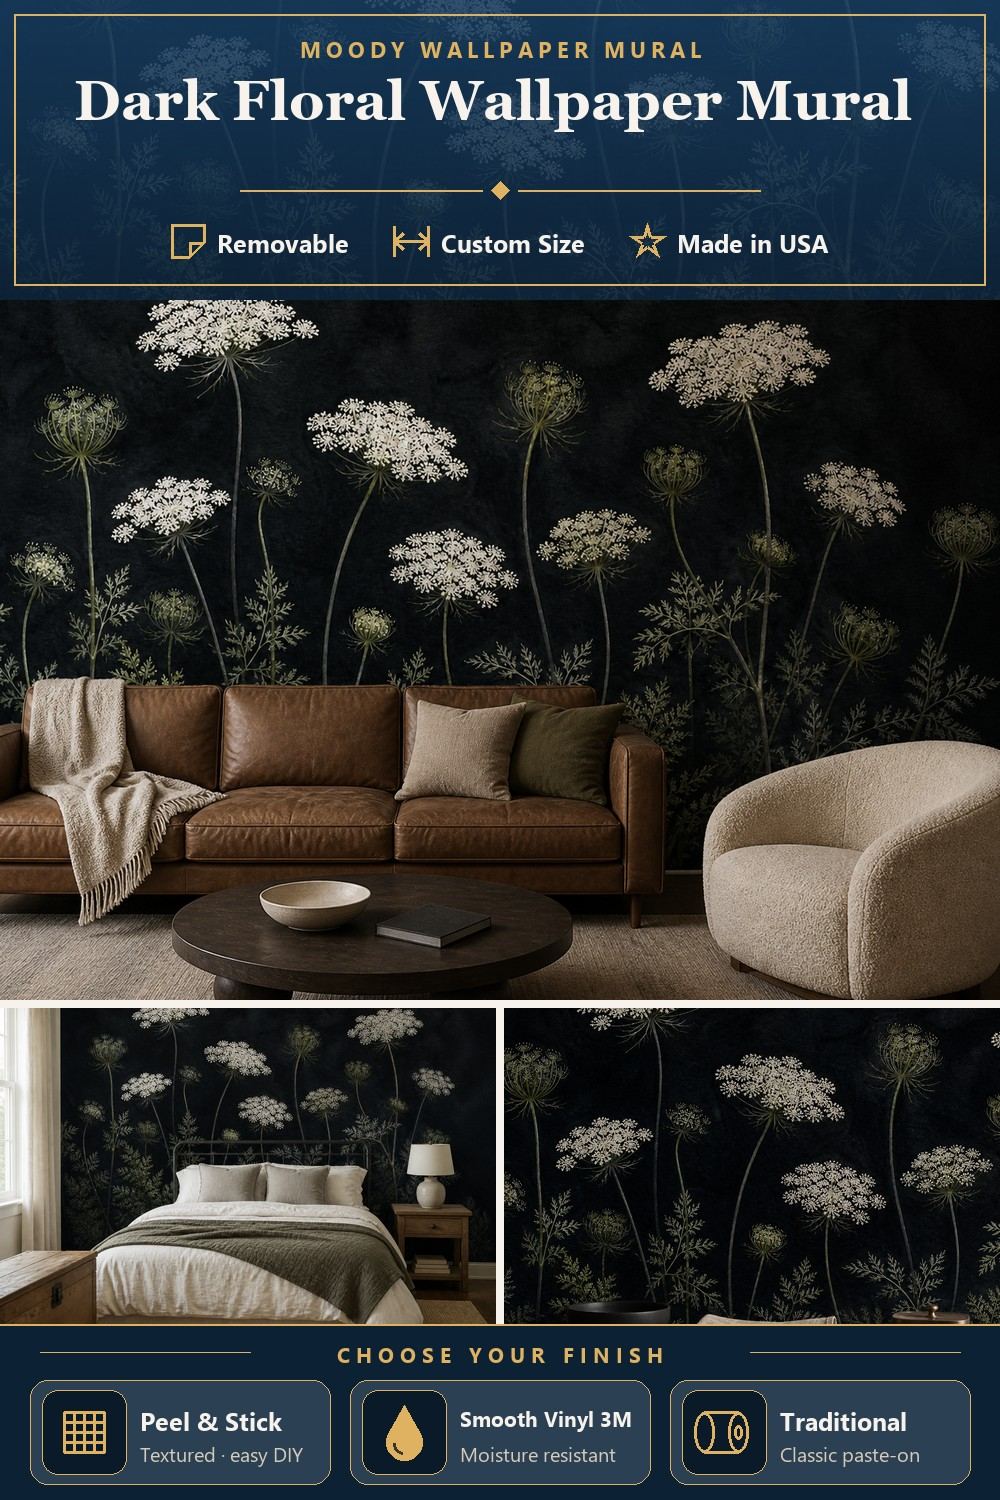 MOODY WALLPAPER MURAL
Dark Floral Wallpaper Mural
Removable
Custom Size
Made in USA
CHOOSE YOUR FINISH
Peel & Stick
Textured · easy DIY
Smooth Vinyl 3M
Moisture resistant
Traditional
Classic paste-on